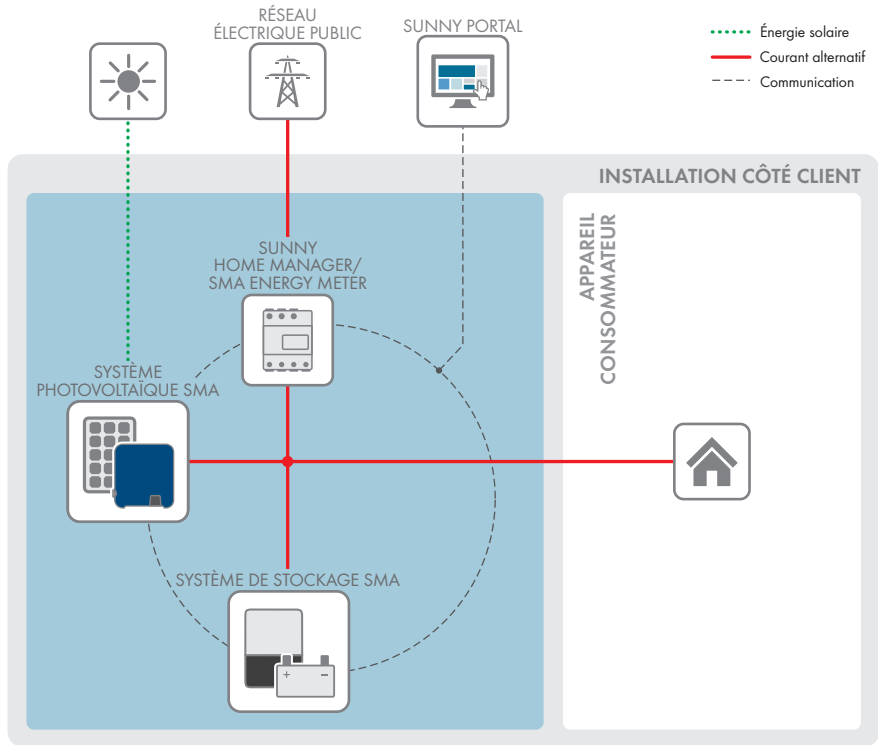 RÉSEAU
ÉLECTRIQUE PUBLIC
SUNNY PORTAL
Énergie solaire
Courant alternatif
Communication
INSTALLATION CÔTÉ CLIENT
APPAREIL
CONSOMMATEUR
SUNNY
HOME MANAGER/
SMA ENERGY METER
SYSTÈME
PHOTOVOLTAÏQUE SMA
SYSTÈME DE STOCKAGE SMA
+ −